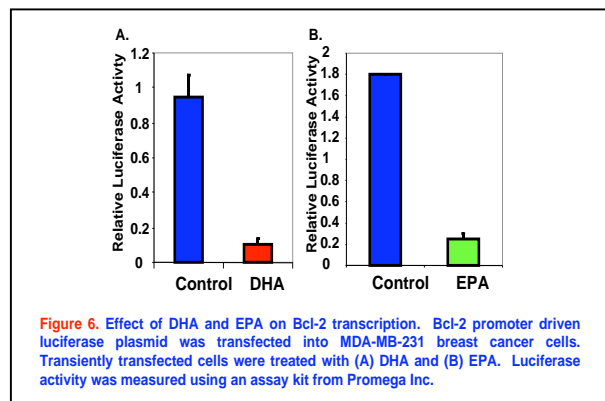 A.
B.
Relative Luciferase Activty
1.2
1
0.8
0.6
0.4
0.2
0
Control DHA
Relative Luciferase Activty
2
1.8
1.6
1.4
1.2
1
0.8
0.6
0.4
0.2
0
Control EPA
Figure 6. Effect of DHA and EPA on Bcl-2 transcription. Bcl-2 promoter driven
luciferase plasmid was transfected into MDA-MB-231 breast cancer cells.
Transiently transfected cells were treated with (A) DHA and (B) EPA. Luciferase
activity was measured using an assay kit from Promega Inc.